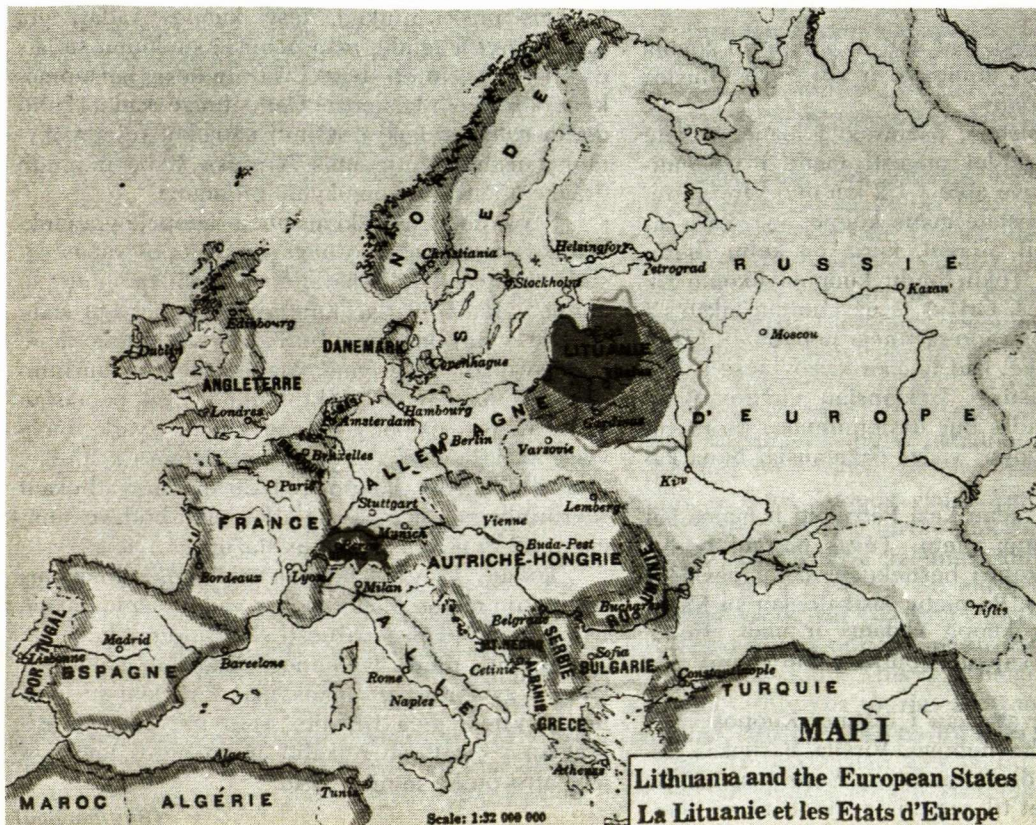 NORVEGE
SUEDE
Christiania
Helsingfors
Petrograd
Stockholm
RUSSIE
Kazan
Moscou
D'EUROPE
Edinbourg
Dublin
ANGLETERRE
Londres
DANEMARK
Copenhague
LITUANIE
Vilnius
Varsovie
Kiev
Hambourg
Amsterdam
Berlin
ALLEMAGNE
Bruxelles
Paris
Stuttgart
Munich
FRANCE
Bordeaux
Lyon
Milan
Vienne
Lemberg
Buda-Pest
AUTRICHE-HONGRIE
ROUMANIE
Bucharest
Belgrade
SERBIE
Sofia
BULGARIE
Cetinie
ALBANIE
GRECE
Athenes
Constantinople
TURQUIE
Tiflis
PORTUGAL
Lisbonne
Madrid
ESPAGNE
Barcelone
ITALIE
Rome
Naples
Alger
Tunis
MAROC
ALGÉRIE
Scale: 1:32 000 000
MAP I
Lithuania and the European States
La Lituanie et les Etats d'Europe